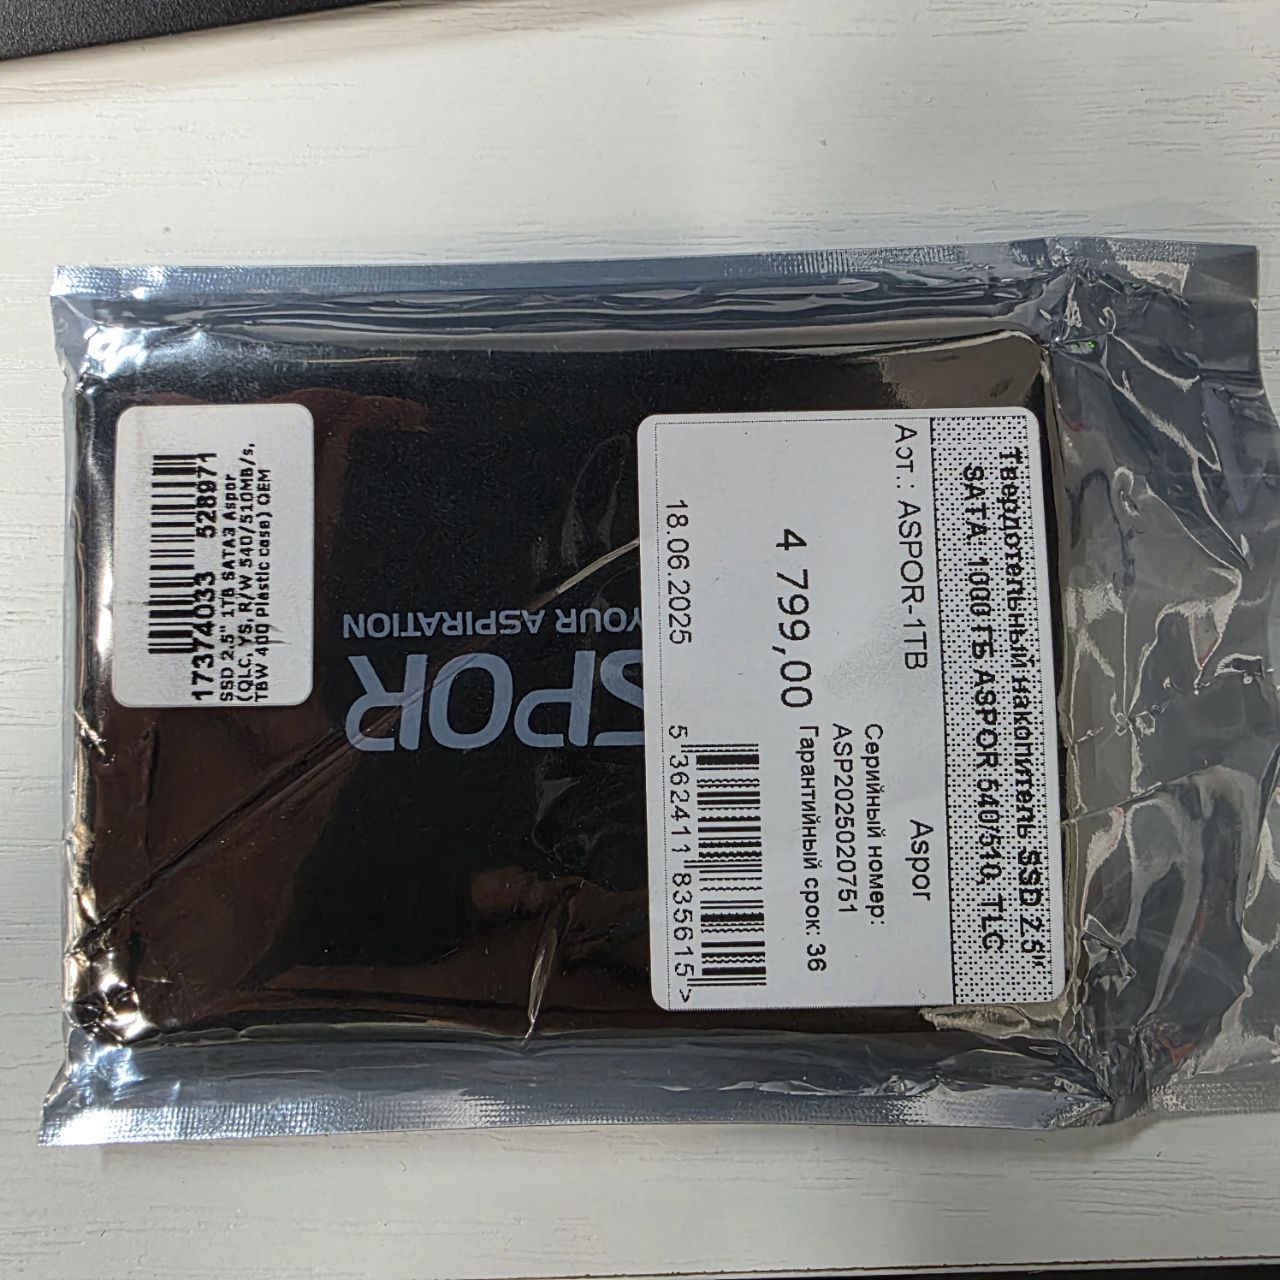 Твердотельный накопитель SSD 2.5"
SATA 1000 ГБ ASPOR 540/510, TLC
Арт.: ASPOR-1TB
Aspor
Серийный номер:
ASP2025020751
4 799,00
Гарантийный срок: 36
18.06.2025
5 362411 835615 >
SPOR
YOUR ASPIRATION
17374033 528971
SSD 2.5" 1TB SATA3 Aspor
(QLC, YS, R/W 540/510MB/s,
TBW 400 Plastic case) OEM